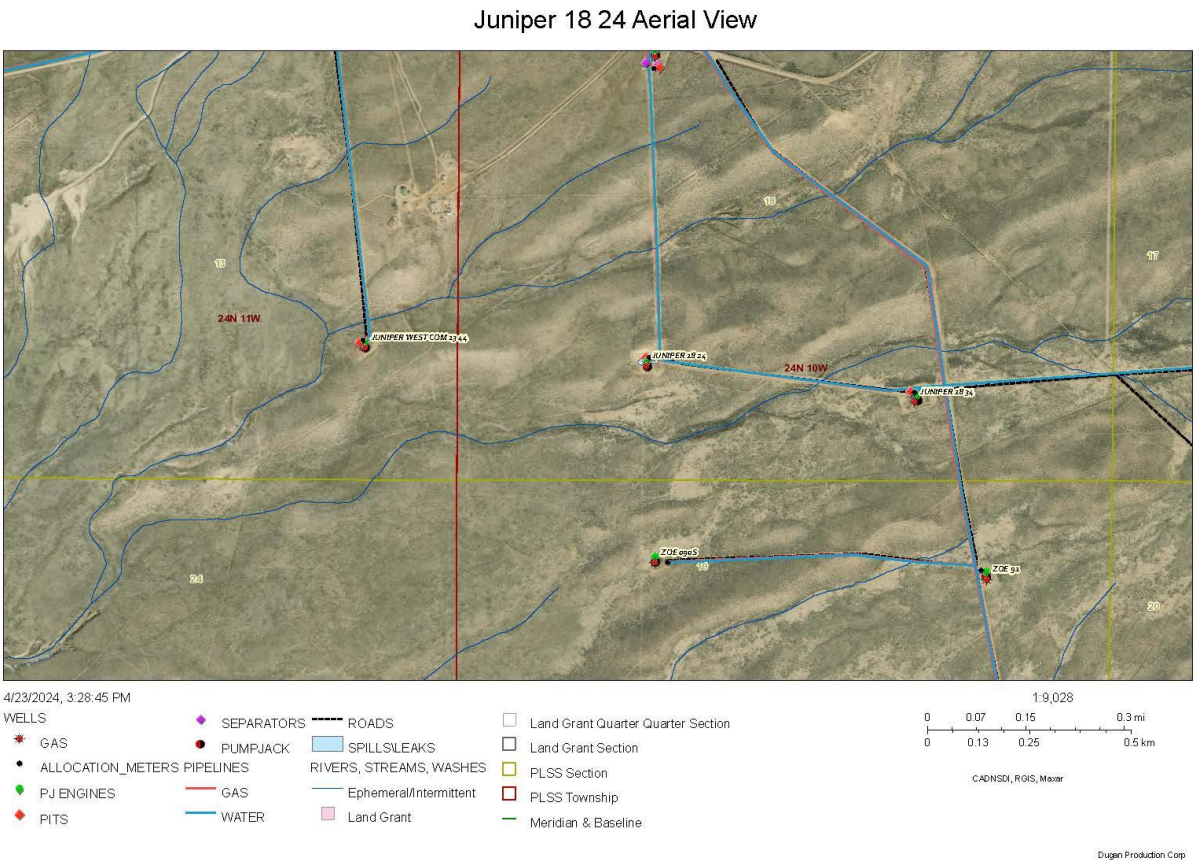 Juniper 18 24 Aerial View
18
13
17
24N 11W
JUNIPER WEST COM 13 44
JUNIPER 18 24
24N 10W
JUNIPER 18 34
ZOE 090S
19
ZOE 91
24
20
4/23/2024, 3:28:45 PM
WELLS
GAS
ALLOCATION_METERS
PJ ENGINES
PITS
SEPARATORS
PUMPJACK
PIPELINES
GAS
WATER
ROADS
SPILLS\LEAKS
RIVERS, STREAMS, WASHES
Ephemeral/Intermittent
Land Grant
Land Grant Quarter Quarter Section
Land Grant Section
PLSS Section
PLSS Township
Meridian & Baseline
1:9,028
0 0.07 0.15 0.3 mi
0 0.13 0.25 0.5 km
CADNSDI, RGIS, Maxar
Dugan Production Corp